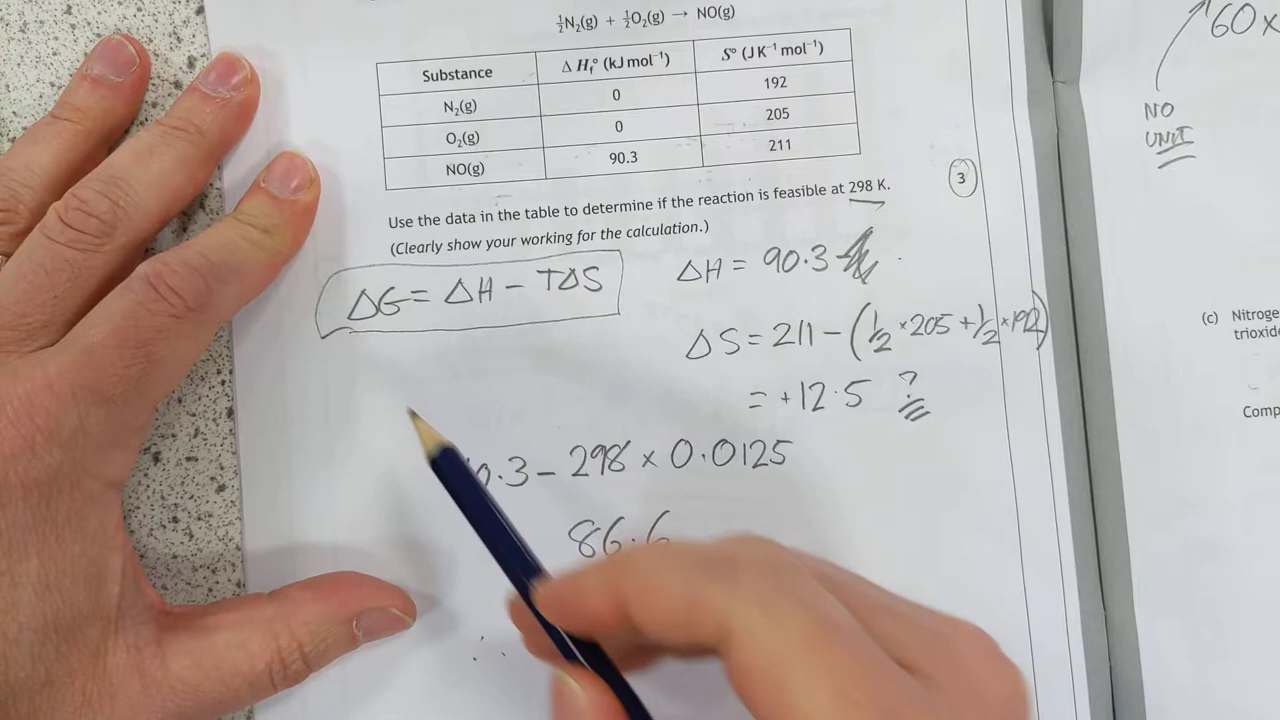 ½N₂(g) + ½O₂(g) → NO(g)
Substance ΔHf° (kJ mol⁻¹) S° (J K⁻¹ mol⁻¹)
N₂(g) 0 192
O₂(g) 0 205
NO(g) 90.3 211
Use the data in the table to determine if the reaction is feasible at 298 K.
3
(Clearly show your working for the calculation.)
ΔG = ΔH − TΔS
ΔH = 90.3
ΔS = 211 − (½ × 205 + ½ × 192)
= +12.5 ?
0.3 − 298 × 0.0125
86.6
∴
60x
NO
UNIT
(c) Nitroge
trioxid
Comp